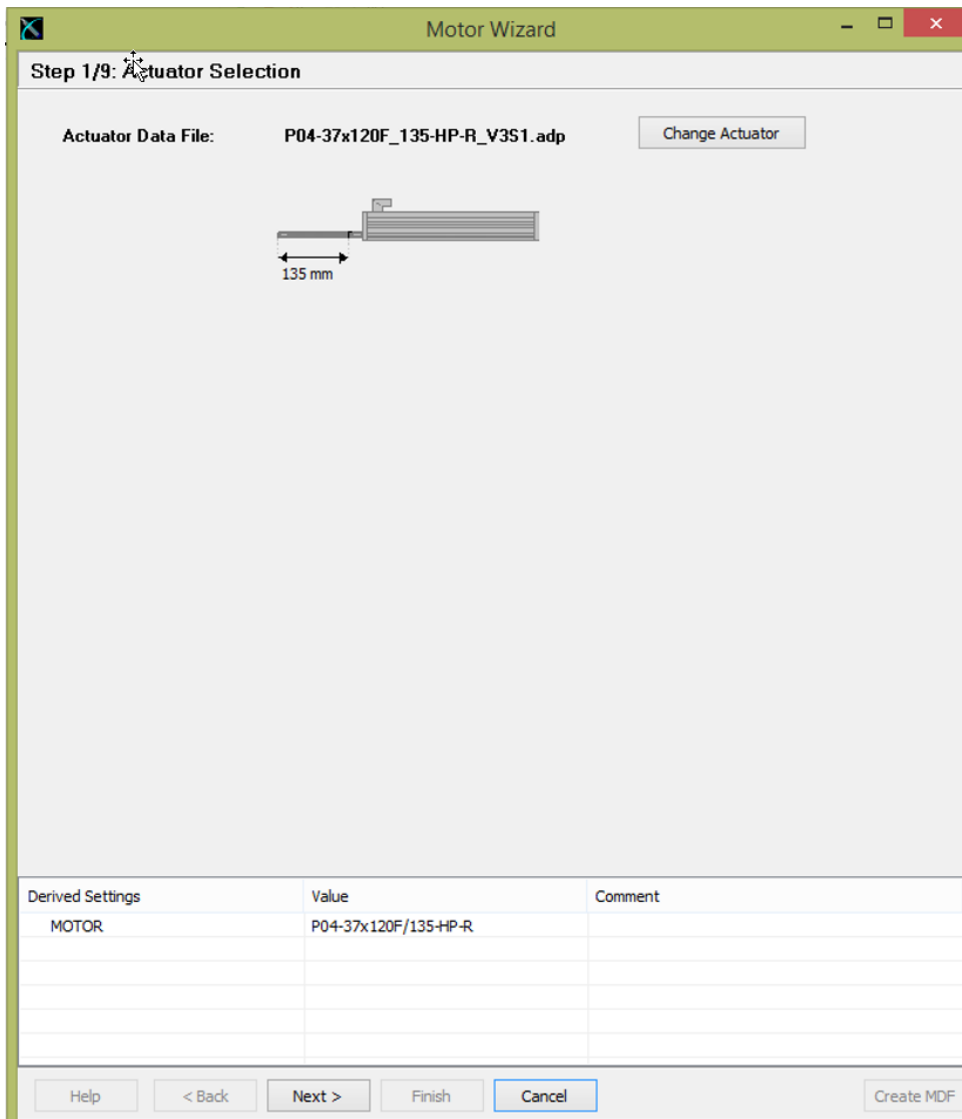 Motor Wizard
Step 1/9: Actuator Selection
Actuator Data File: P04-37x120F_135-HP-R_V3S1.adp Change Actuator
135 mm
Derived Settings Value Comment
MOTOR P04-37x120F/135-HP-R
Help < Back Next > Finish Cancel Create MDF